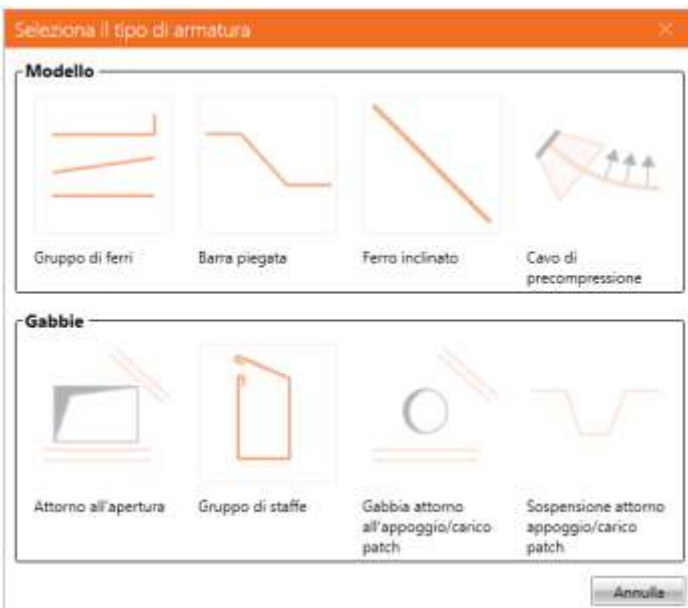 Seleziona il tipo di armatura
Modello
Gruppo di ferri
Barra piegata
Ferro inclinato
Cavo di
precompressione
Gabbie
Attorno all'apertura
Gruppo di staffe
Gabbia attorno
all'appoggio/carico
patch
Sospensione attorno
appoggio/carico
patch
Annulla